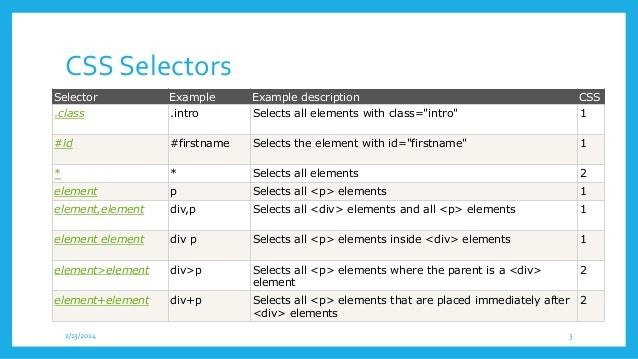 CSS Selectors
Selector Example Example description CSS
.class .intro Selects all elements with class="intro" 1
#id #firstname Selects the element with id="firstname" 1
* * Selects all elements 2
element p Selects all <p> elements 1
element,element div,p Selects all <div> elements and all <p> elements 1
element element div p Selects all <p> elements inside <div> elements 1
element>element div>p Selects all <p> elements where the parent is a <div> 2
element
element+element div+p Selects all <p> elements that are placed immediately after 2
<div> elements
2/13/2014 3